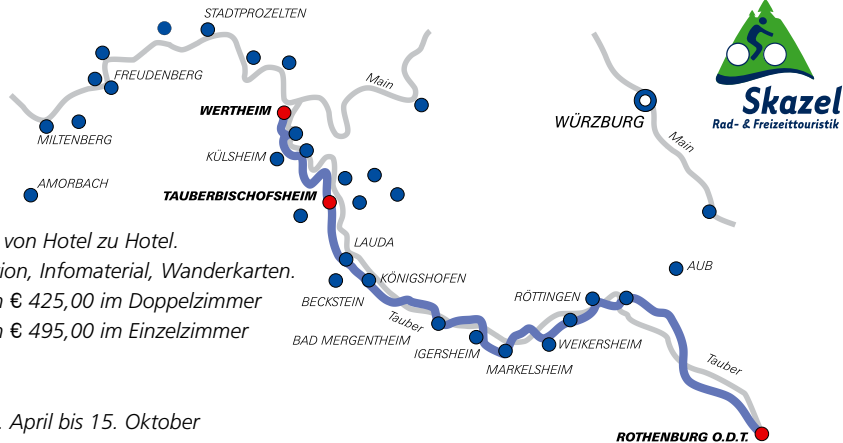 STADTPROZELTEN
FREUDENBERG
Main
WERTHEIM
MILTENBERG
KÜLSHEIM
AMORBACH
TAUBERBISCHOFSHEIM
WÜRZBURG
Main
Skazel
Rad- & Freizeittouristik
von Hotel zu Hotel.
tion, Infomaterial, Wanderkarten.
€ 425,00 im Doppelzimmer
€ 495,00 im Einzelzimmer
. April bis 15. Oktober
LAUDA
KÖNIGSHOFEN
BECKSTEIN
Tauber
BAD MERGENTHEIM
IGERSHEIM
MARKELSHEIM
WEIKERSHEIM
RÖTTINGEN
AUB
Tauber
ROTHENBURG O.D.T.